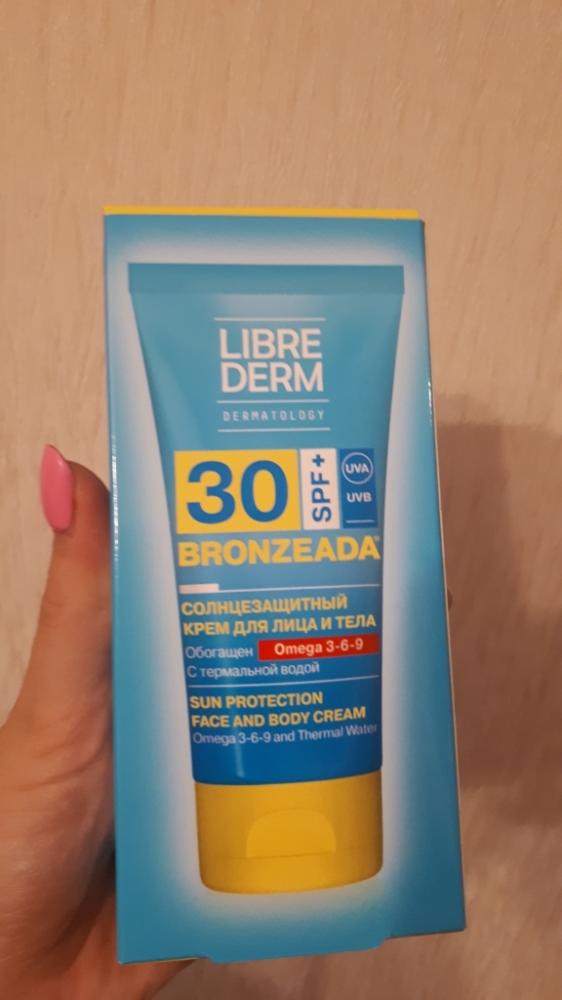 LIBRE
DERM
DERMATOLOGY
30
SPF+
UVA
UVB
BRONZEADA®
СОЛНЦЕЗАЩИТНЫЙ
КРЕМ ДЛЯ ЛИЦА И ТЕЛА
Обогащен Omega 3-6-9
С термальной водой
SUN PROTECTION
FACE AND BODY CREAM
Omega 3-6-9 and Thermal Water